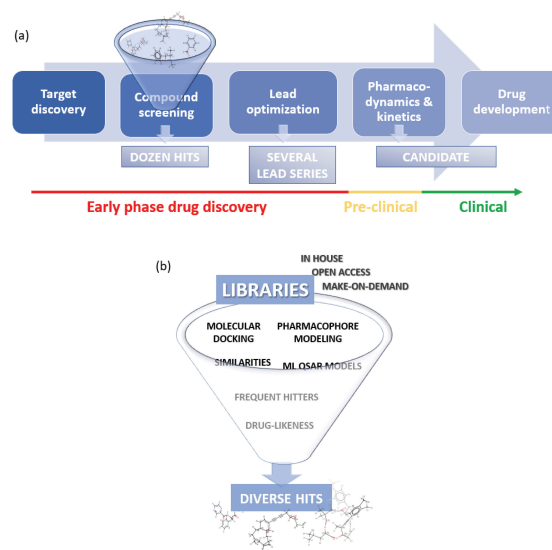 (a)
Target
discovery
Compound
screening
Lead
optimization
Pharmaco-
dynamics &
kinetics
Drug
development
DOZEN HITS
SEVERAL
LEAD SERIES
CANDIDATE
Early phase drug discovery
Pre-clinical
Clinical
(b)
IN HOUSE
OPEN ACCESS
MAKE-ON-DEMAND
LIBRARIES
MOLECULAR
DOCKING
PHARMACOPHORE
MODELING
SIMILARITIES
ML QSAR MODELS
FREQUENT HITTERS
DRUG-LIKENESS
DIVERSE HITS